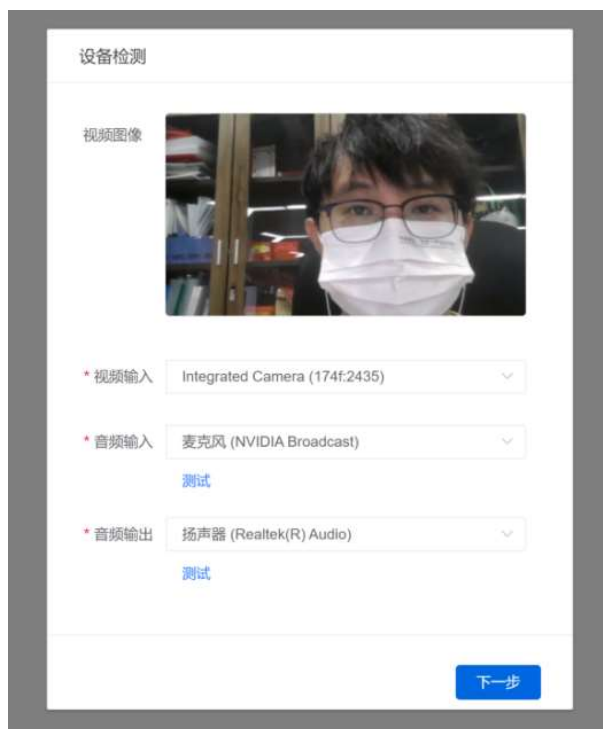 设备检测
视频图像
* 视频输入 Integrated Camera (174f:2435)
* 音频输入 麦克风 (NVIDIA Broadcast)
测试
* 音频输出 扬声器 (Realtek(R) Audio)
测试
下一步